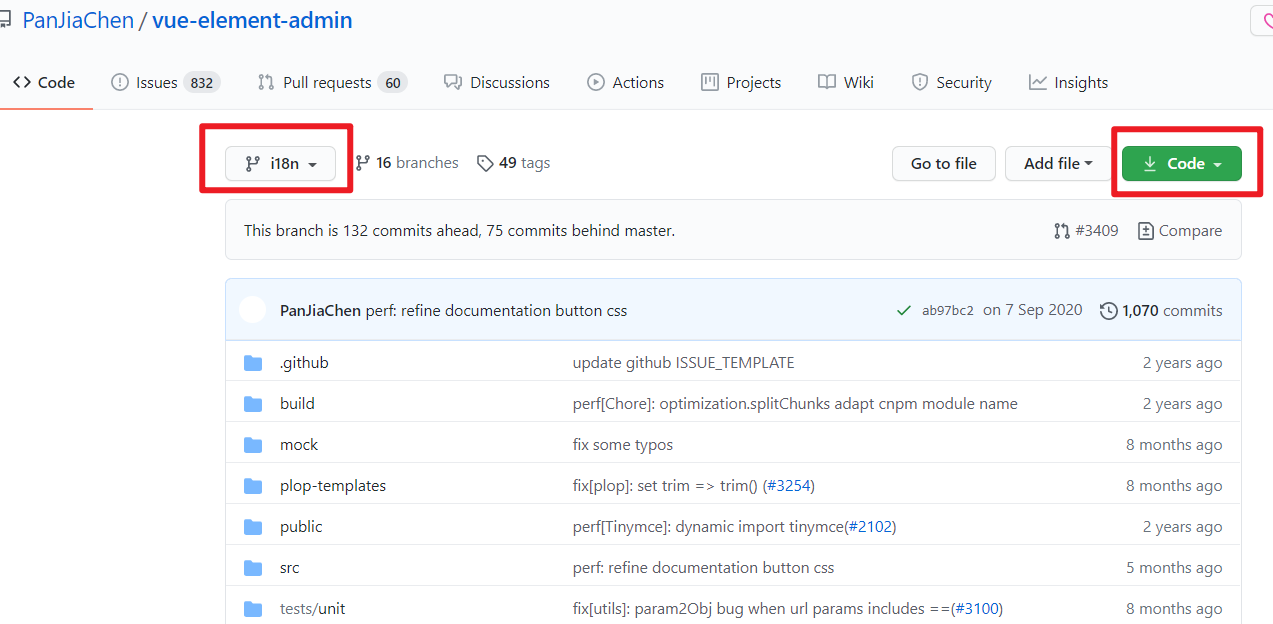 PanJiaChen / vue-element-admin
Code Issues 832 Pull requests 60 Discussions Actions Projects Wiki Security Insights
i18n 16 branches 49 tags Go to file Add file Code
This branch is 132 commits ahead, 75 commits behind master. #3409 Compare
PanJiaChen perf: refine documentation button css ab97bc2 on 7 Sep 2020 1,070 commits
.github update github ISSUE_TEMPLATE 2 years ago
build perf[Chore]: optimization.splitChunks adapt cnpm module name 2 years ago
mock fix some typos 8 months ago
plop-templates fix[plop]: set trim => trim() (#3254) 8 months ago
public perf[Tinymce]: dynamic import tinymce(#2102) 2 years ago
src perf: refine documentation button css 5 months ago
tests/unit fix[utils]: param2Obj bug when url params includes ==(#3100) 8 months ago